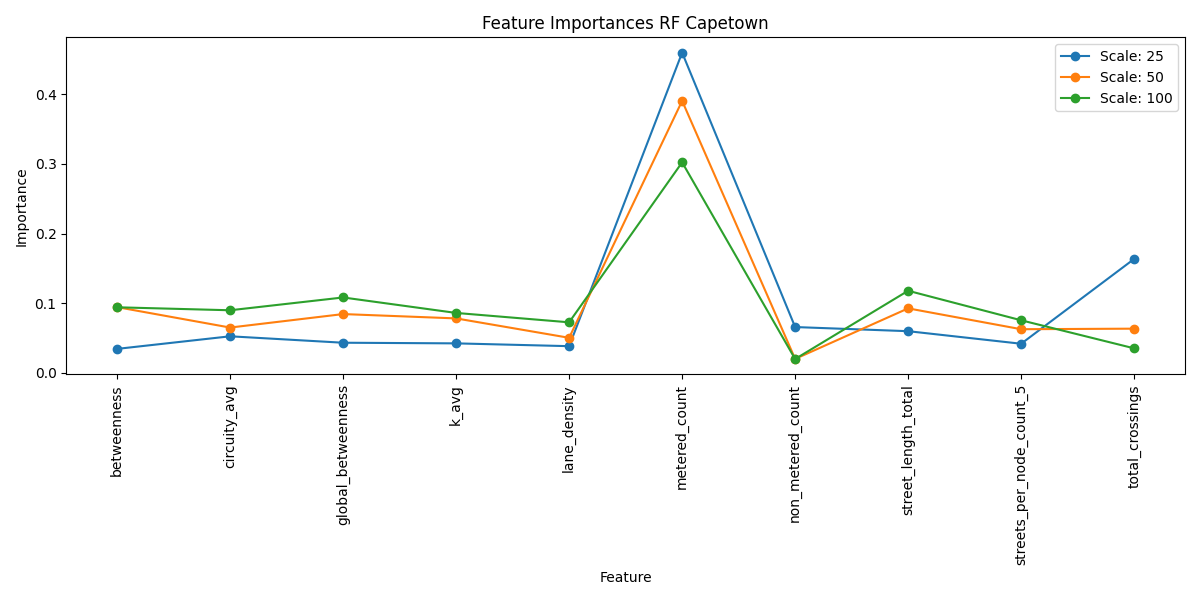 Feature Importances RF Capetown
Scale: 25
Scale: 50
Scale: 100
Importance
0.4
0.3
0.2
0.1
0.0
betweenness
circuity_avg
global_betweenness
k_avg
lane_density
metered_count
non_metered_count
street_length_total
streets_per_node_count_5
total_crossings
Feature